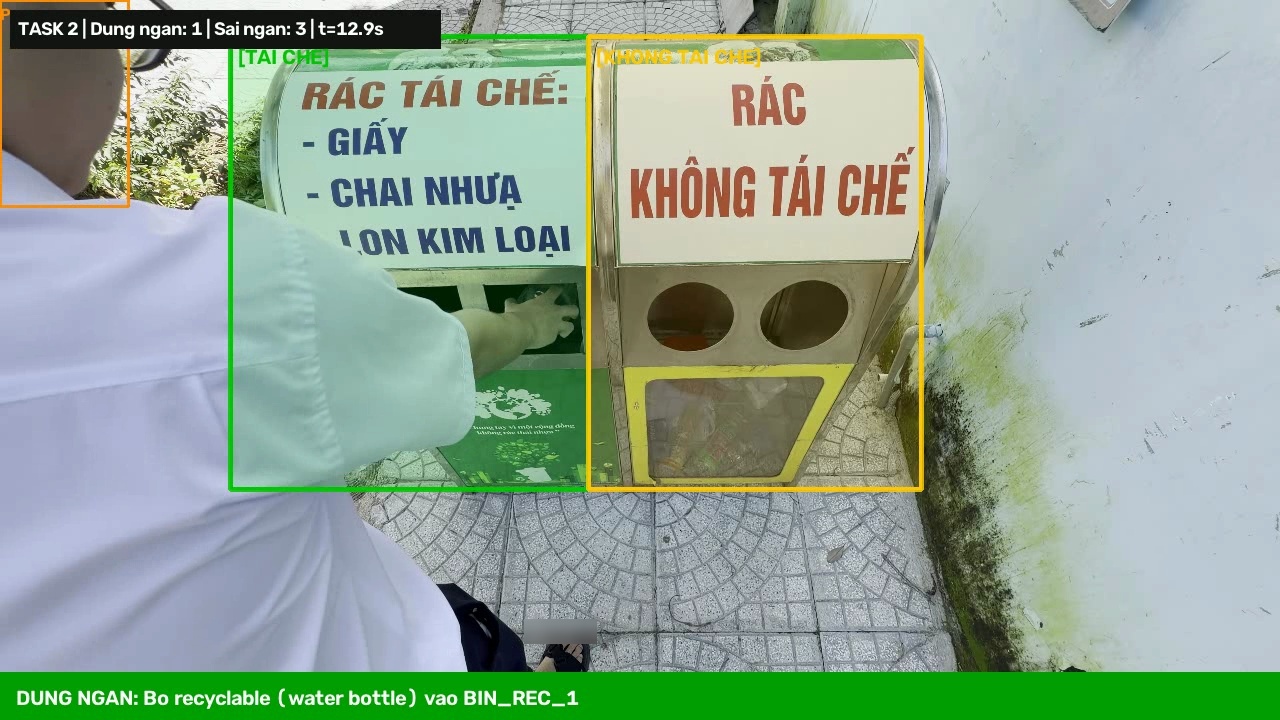 TASK 2 | Dung ngan: 1 | Sai ngan: 3 | t=12.9s
[TAI CHE]
[KHONG TAI CHE]
RÁC TÁI CHẾ:
- GIẤY
- CHAI NHỰA
LON KIM LOẠI
RÁC
KHÔNG TÁI CHẾ
DUNG NGAN: Bo recyclable (water bottle) vao BIN_REC_1